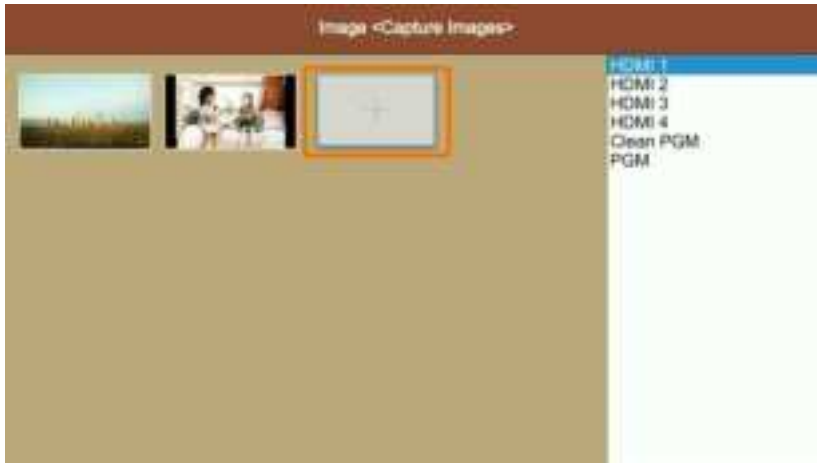 Image <Capture Images>
HDMI 1
HDMI 2
HDMI 3
HDMI 4
Clean PGM
PGM